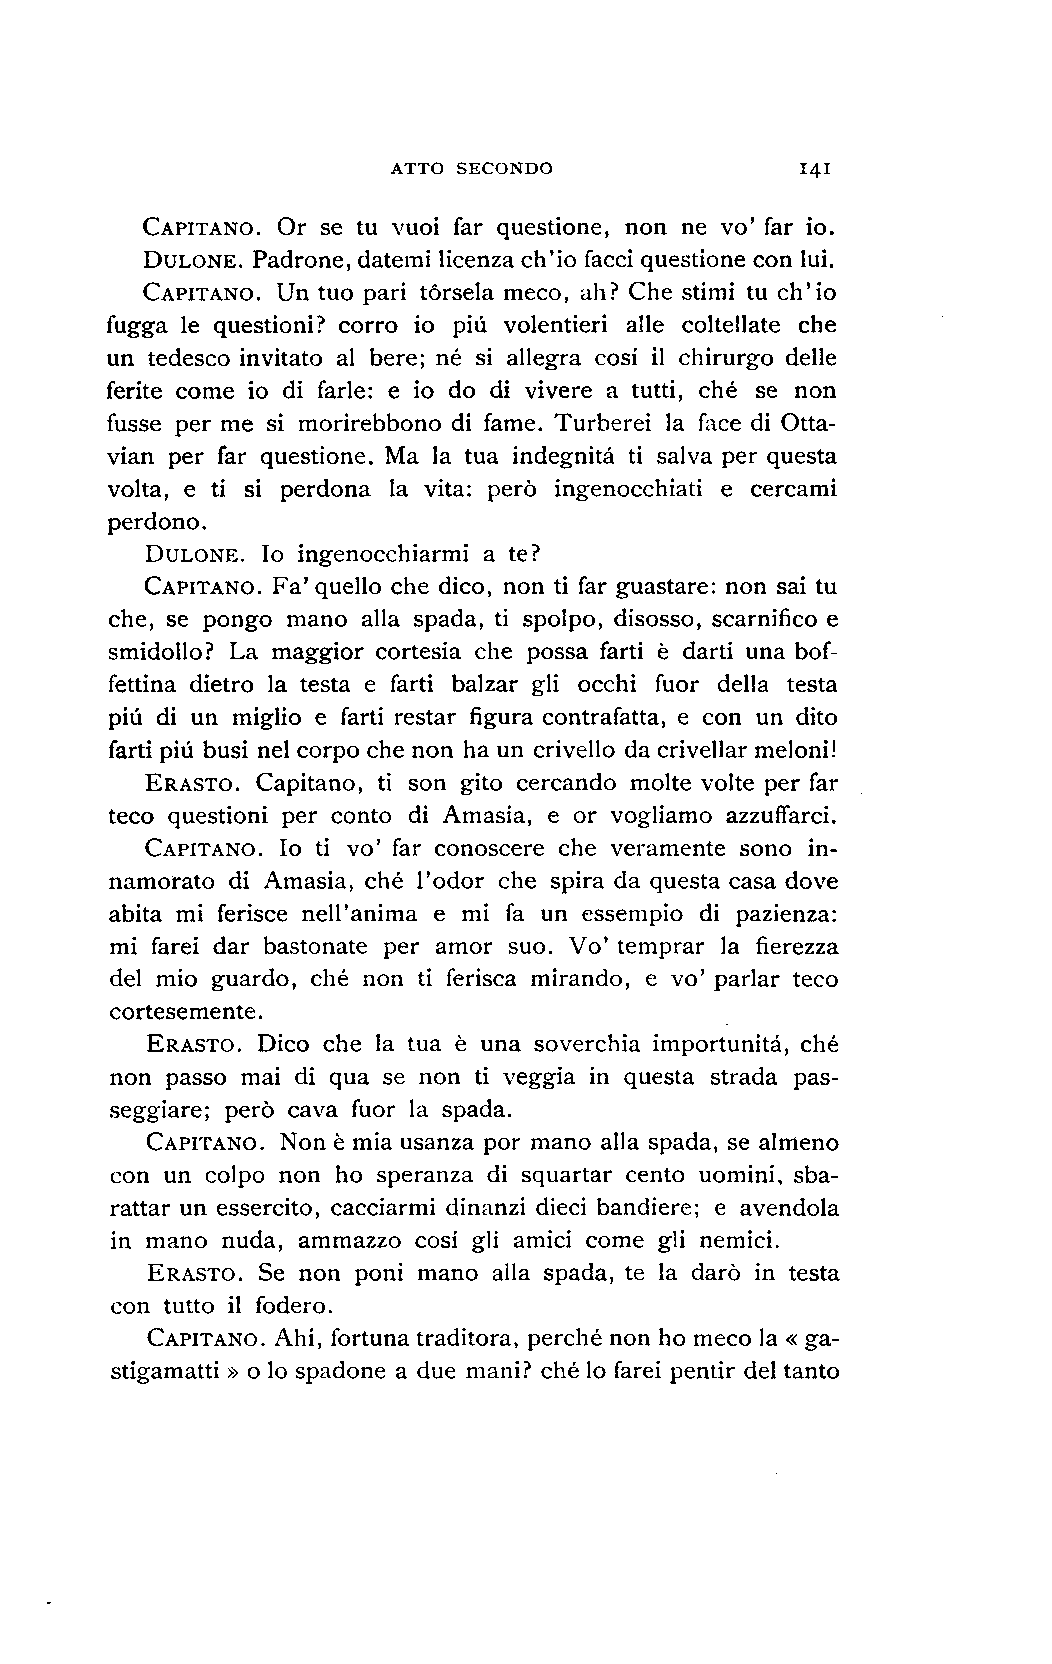 ATTO SECONDO 141
CAPITANO. Or se tu vuoi far questione, non ne vo' far io.
DULONE. Padrone, datemi licenza ch'io facci questione con lui.
CAPITANO. Un tuo pari tôrsela meco, ah? Che stimi tu ch'io
fugga le questioni? corro io piú volentieri alle coltellate che
un tedesco invitato al bere; né si allegra cosí il chirurgo delle
ferite come io di farle: e io do di vivere a tutti, ché se non
fusse per me si morirebbono di fame. Turberei la face di Otta-
vian per far questione. Ma la tua indegnitá ti salva per questa
volta, e ti si perdona la vita: però ingenocchiati e cercami
perdono.
DULONE. Io ingenocchiarmi a te?
CAPITANO. Fa' quello che dico, non ti far guastare: non sai tu
che, se pongo mano alla spada, ti spolpo, disosso, scarnifico e
smidollo? La maggior cortesia che possa farti è darti una bof-
fettina dietro la testa e farti balzar gli occhi fuor della testa
piú di un miglio e farti restar figura contrafatta, e con un dito
farti piú busi nel corpo che non ha un crivello da crivellar meloni!
ERASTO. Capitano, ti son gito cercando molte volte per far
teco questioni per conto di Amasia, e or vogliamo azzuffarci.
CAPITANO. Io ti vo' far conoscere che veramente sono in-
namorato di Amasia, ché l'odor che spira da questa casa dove
abita mi ferisce nell'anima e mi fa un essempio di pazienza:
mi farei dar bastonate per amor suo. Vo' temprar la fierezza
del mio guardo, ché non ti ferisca mirando, e vo' parlar teco
cortesemente.
ERASTO. Dico che la tua è una soverchia importunitá, ché
non passo mai di qua se non ti veggia in questa strada pas-
seggiare; però cava fuor la spada.
CAPITANO. Non è mia usanza por mano alla spada, se almeno
con un colpo non ho speranza di squartar cento uomini, sba-
rattar un essercito, cacciarmi dinanzi dieci bandiere; e avendola
in mano nuda, ammazzo cosí gli amici come gli nemici.
ERASTO. Se non poni mano alla spada, te la darò in testa
con tutto il fodero.
CAPITANO. Ahi, fortuna traditora, perché non ho meco la « ga-
stigamatti » o lo spadone a due mani? ché lo farei pentir del tanto